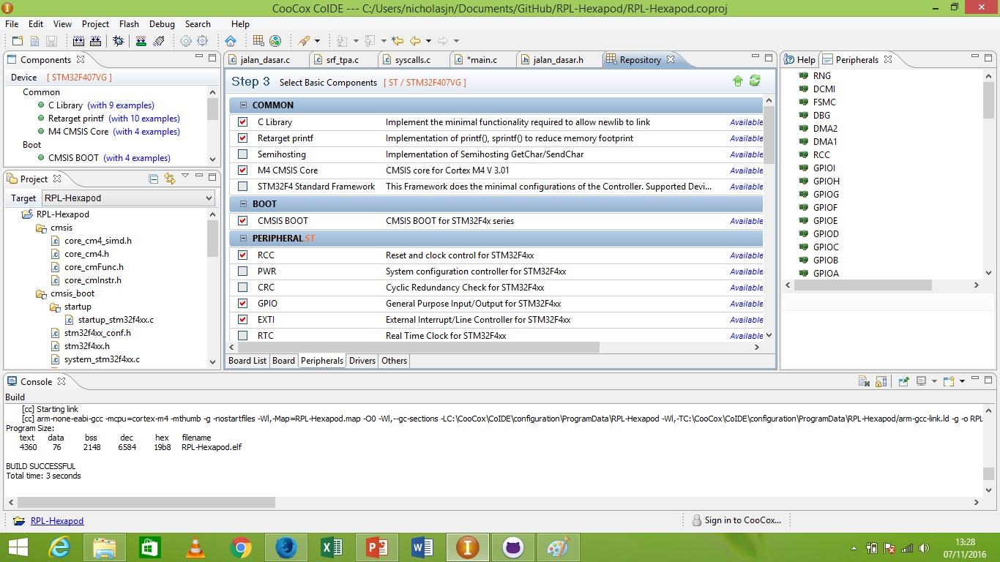 CooCox CoIDE --- C:/Users/nicholasjn/Documents/GitHub/RPL-Hexapod/RPL-Hexapod.coproj
File Edit View Project Flash Debug Search Help
Components
Device [ STM32F407VG ]
Common
C Library (with 9 examples)
Retarget printf (with 10 examples)
M4 CMSIS Core (with 4 examples)
Boot
CMSIS BOOT (with 4 examples)
Project
Target RPL-Hexapod
RPL-Hexapod
cmsis
core_cm4_simd.h
core_cm4.h
core_cmFunc.h
core_cmInstr.h
cmsis_boot
startup
startup_stm32f4xx.c
stm32f4xx_conf.h
stm32f4xx.h
system_stm32f4xx.c
jalan_dasar.c srf_tpa.c syscalls.c *main.c jalan_dasar.h Repository
Step 3 Select Basic Components [ ST / STM32F407VG ]
COMMON
C Library Implement the minimal functionality required to allow newlib to link Available
Retarget printf Implementation of printf(), sprintf() to reduce memory footprint Available
Semihosting Implementation of Semihosting GetChar/SendChar Available
M4 CMSIS Core CMSIS core for Cortex M4 V 3.01 Available
STM32F4 Standard Framework This Framework does the minimal configurations of the Controller. Supported Devi... Available
BOOT
CMSIS BOOT CMSIS BOOT for STM32F4x series Available
PERIPHERAL.ST
RCC Reset and clock control for STM32F4xx Available
PWR System configuration controller for STM32F4xx Available
CRC Cyclic Redundancy Check for STM32F4xx Available
GPIO General Purpose Input/Output for STM32F4xx Available
EXTI External Interrupt/Line Controller for STM32F4xx Available
RTC Real Time Clock for STM32F4xx Available
Board List Board Peripherals Drivers Others
Help Peripherals
RNG
DCMI
FSMC
DBG
DMA2
DMA1
RCC
GPIOI
GPIOH
GPIOG
GPIOF
GPIOE
GPIOD
GPIOC
GPIOB
GPIOA
Console
Build
[cc] Starting link
[cc] arm-none-eabi-gcc -mcpu=cortex-m4 -mthumb -g -nostartfiles -Wl,-Map=RPL-Hexapod.map -O0 -Wl,--gc-sections -LC:\CooCox\CoIDE\configuration\ProgramData\RPL-Hexapod -Wl,-TC:\CooCox\CoIDE\configuration\ProgramData\RPL-Hexapod/arm-gcc-link.ld -g -o RPL
Program Size:
text data bss dec hex filename
4360 76 2148 6584 19b8 RPL-Hexapod.elf
BUILD SUCCESSFUL
Total time: 3 seconds
RPL-Hexapod
Sign in to CooCox...
13:28
07/11/2016